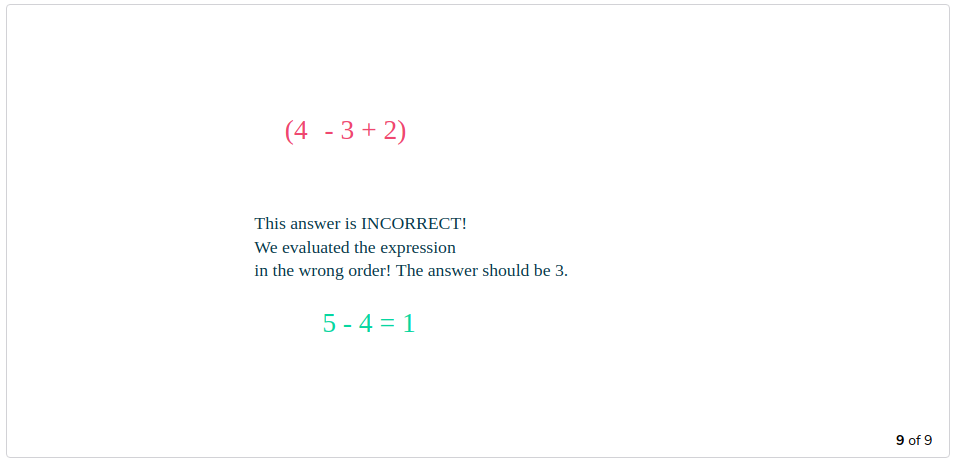 (4 - 3 + 2)
This answer is INCORRECT!
We evaluated the expression
in the wrong order! The answer should be 3.
5 - 4 = 1
9 of 9